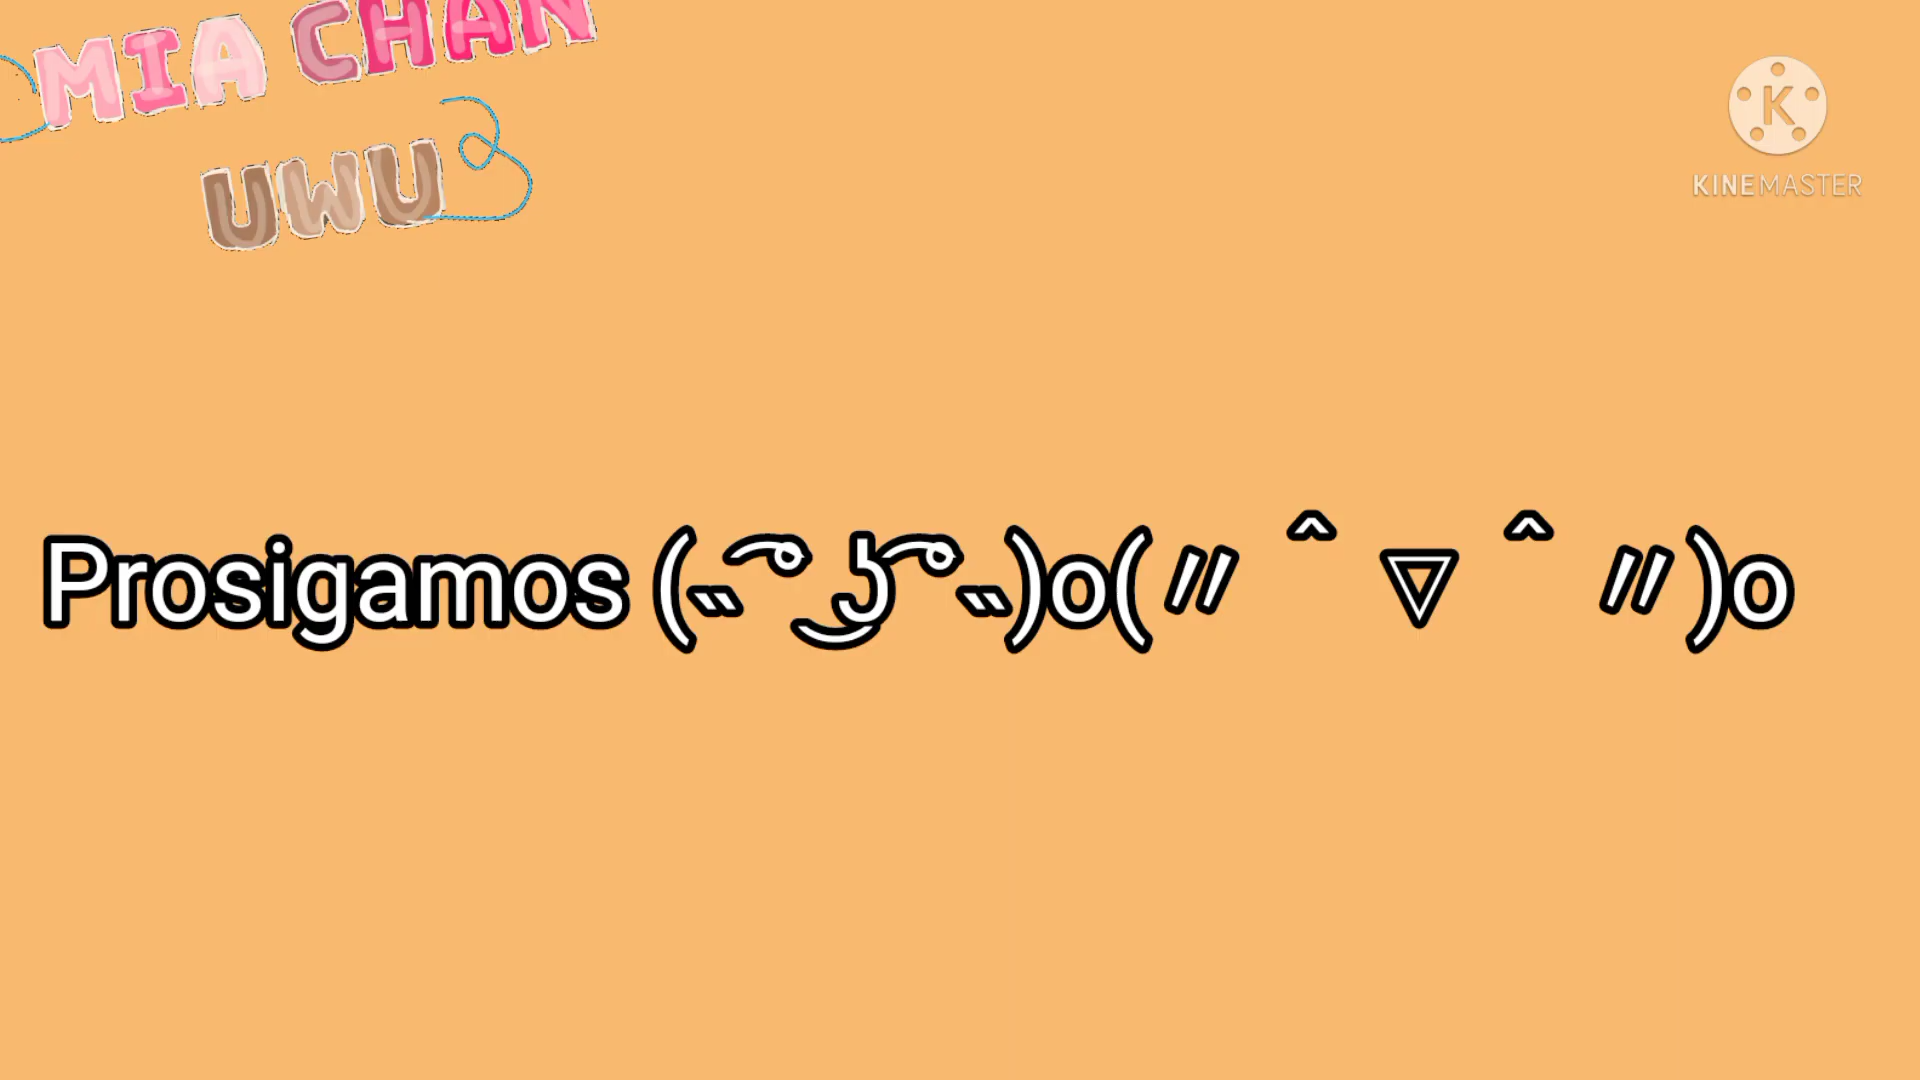 MIA CHAN
UWU
K
KINEMASTER
Prosigamos (˵ ͡° ͜ʖ ͡°˵)o(〃＾▽＾〃)o